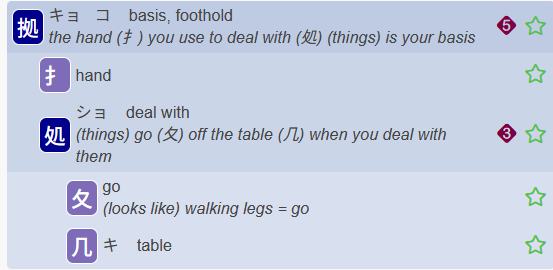 拠 キョ コ basis, foothold 5
the hand (扌) you use to deal with (処) (things) is your basis
扌 hand
処 ショ deal with 3
(things) go (夂) off the table (几) when you deal with
them
夂 go
(looks like) walking legs = go
几 キ table